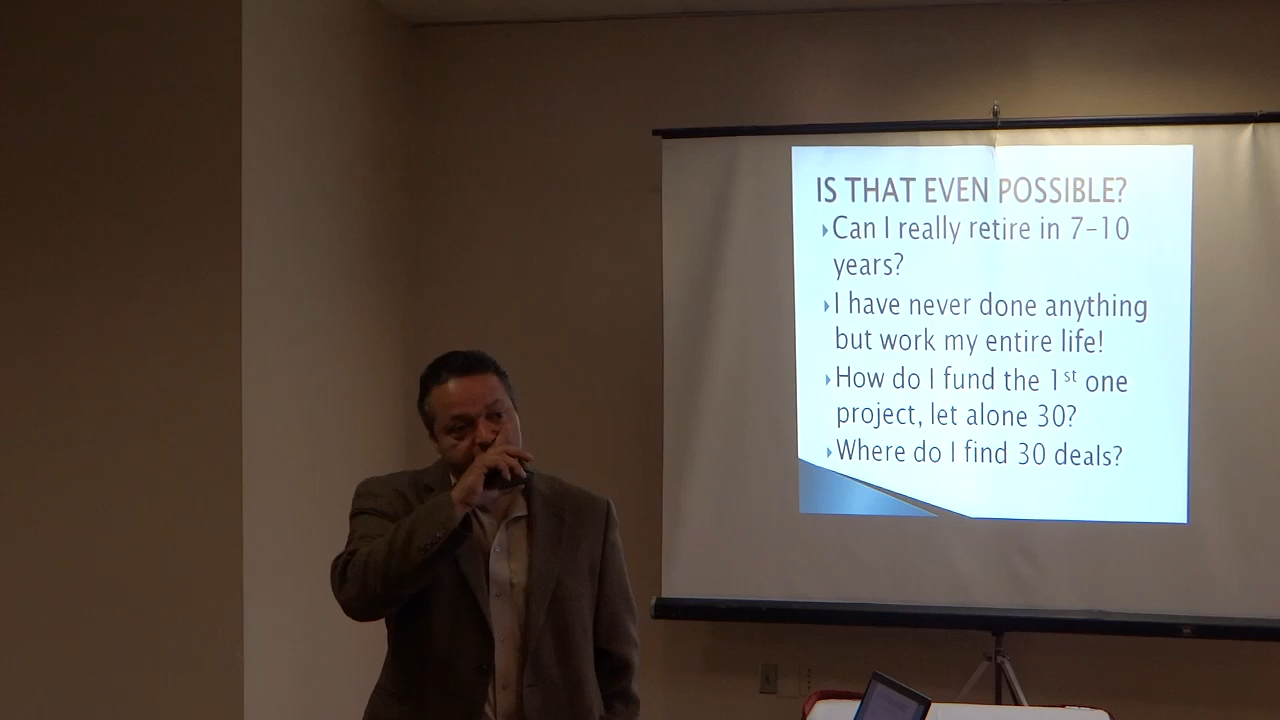 IS THAT EVEN POSSIBLE?
Can I really retire in 7-10
years?
I have never done anything
but work my entire life!
How do I fund the 1st one
project, let alone 30?
Where do I find 30 deals?